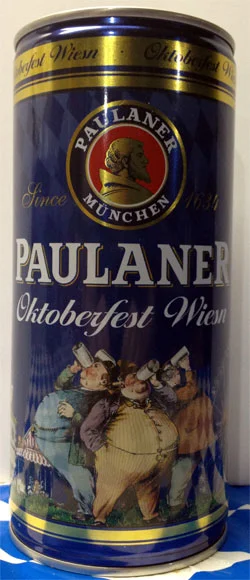 Oktoberfest Wiesn · Oktoberfest Wiesn
PAULANER
MÜNCHEN
Since 1634
PAULANER
Oktoberfest Wiesn